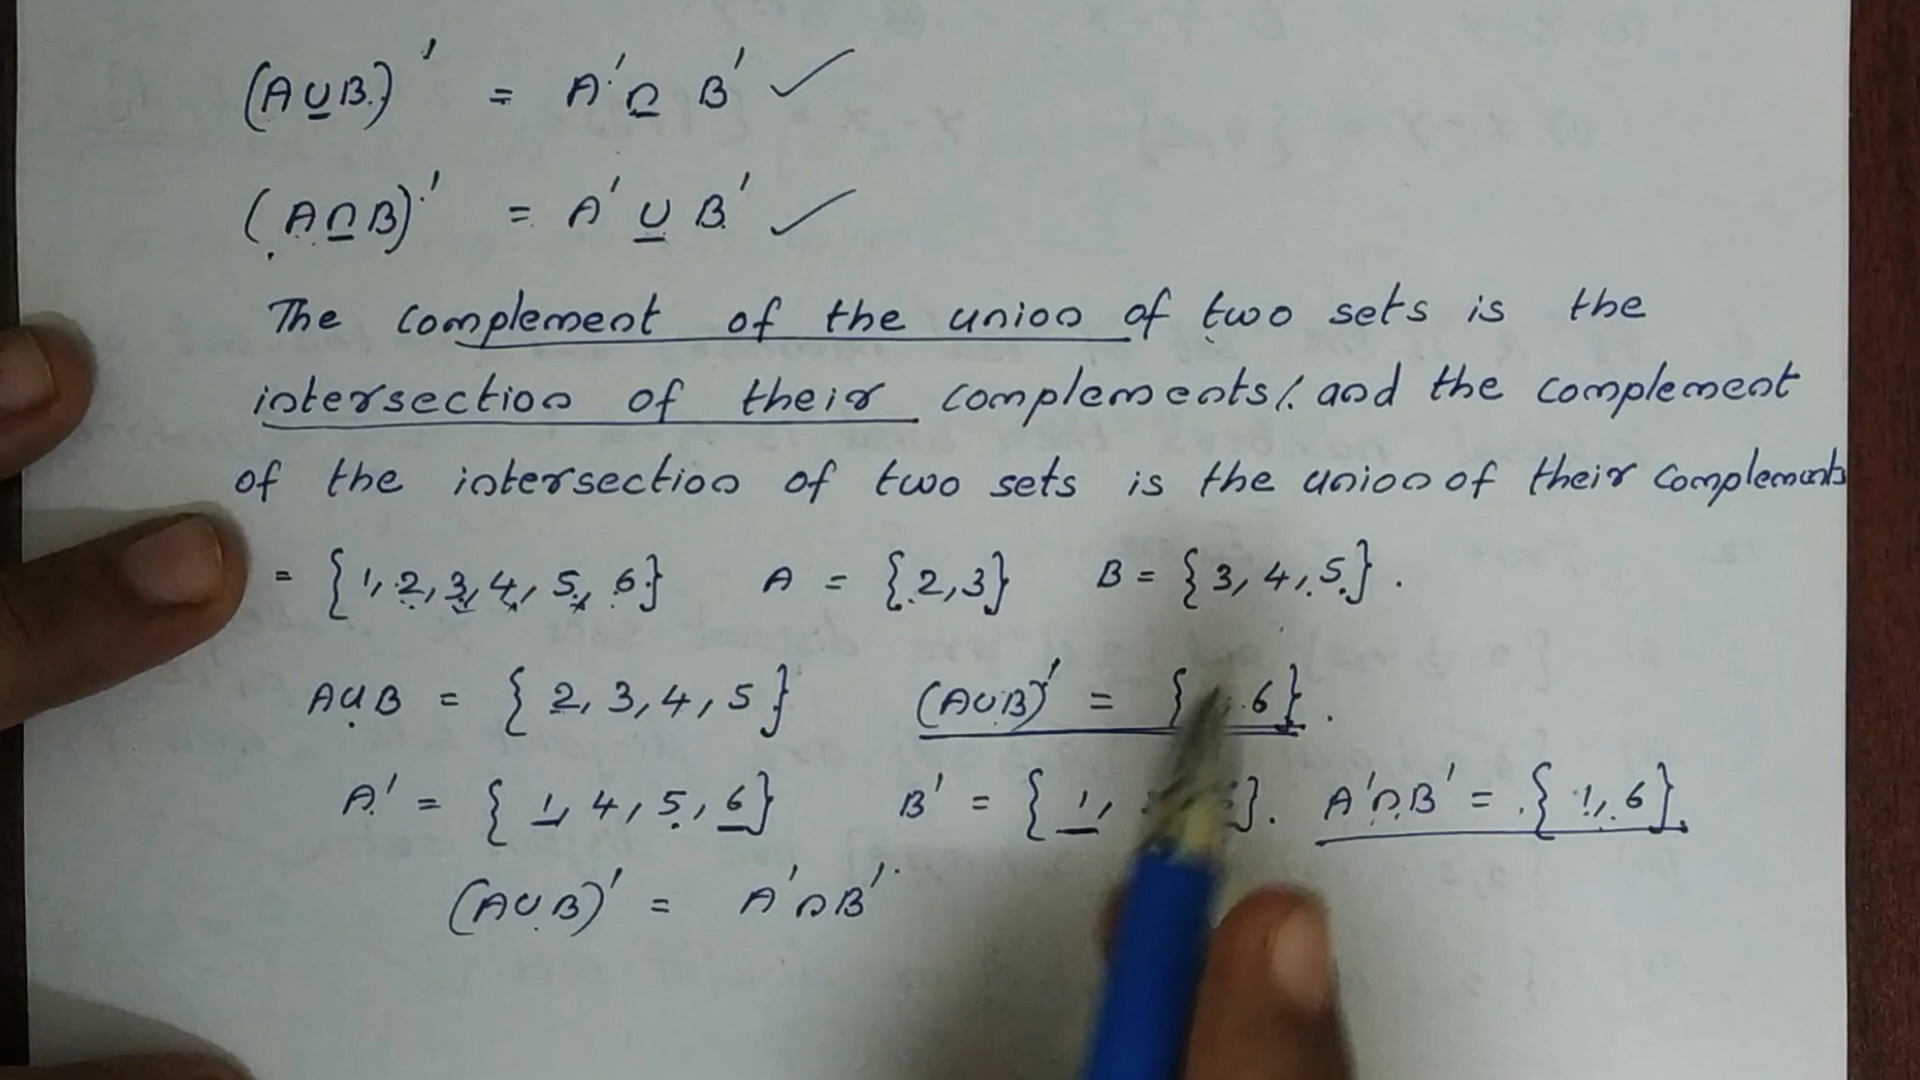 (A∪B)' = A' ∩ B' ✓
(A∩B)' = A' ∪ B' ✓
The complement of the union of two sets is the
intersection of their complements/. and the complement
of the intersection of two sets is the union of their complements
= {1, 2, 3, 4, 5, 6} A = {2, 3} B = {3, 4, 5}.
A∪B = {2, 3, 4, 5} (A∪B)' = { 6}.
A' = {1, 4, 5, 6} B' = {1, }. A'∩B' = {1, 6}.
(A∪B)' = A'∩B'